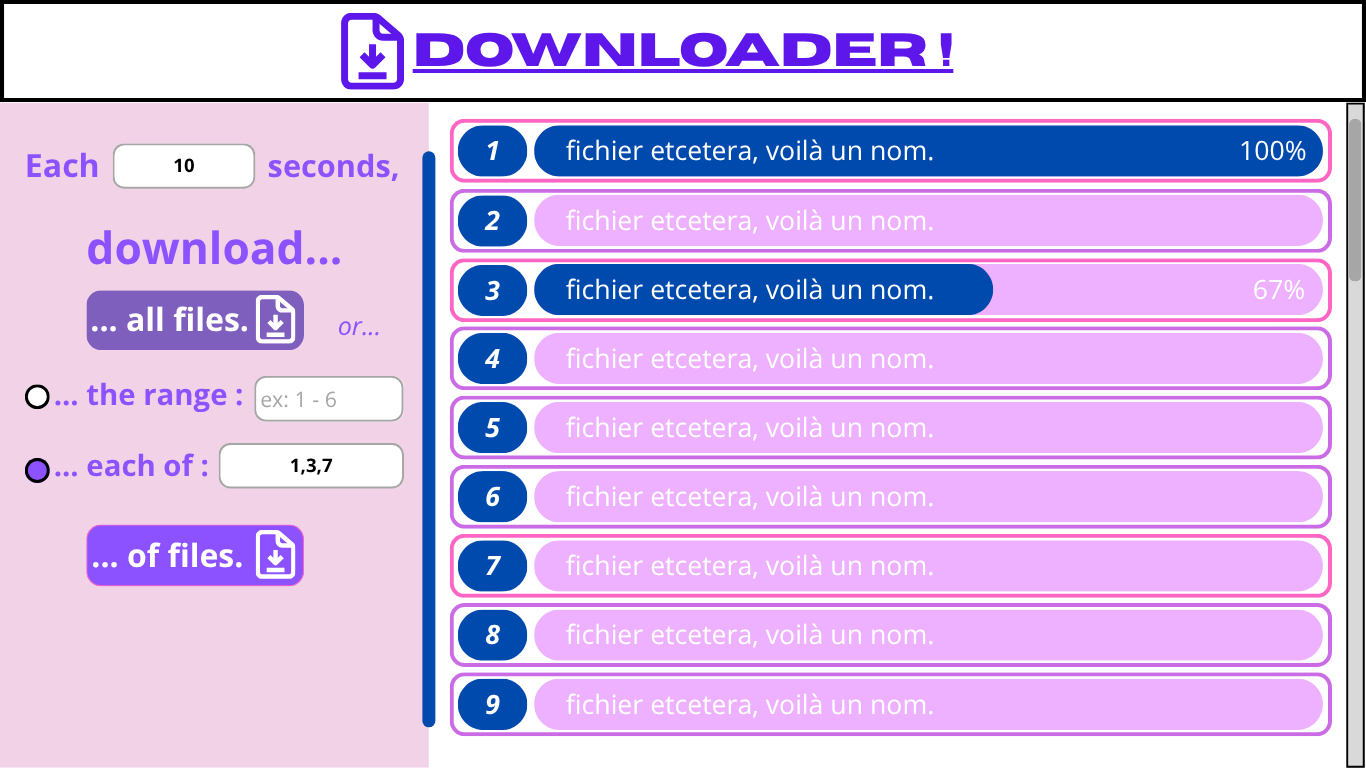 DOWNLOADER !
Each 10 seconds,
download...
... all files.
or...
... the range : ex: 1 - 6
... each of : 1,3,7
... of files.
1 fichier etcetera, voilà un nom. 100%
2 fichier etcetera, voilà un nom.
3 fichier etcetera, voilà un nom. 67%
4 fichier etcetera, voilà un nom.
5 fichier etcetera, voilà un nom.
6 fichier etcetera, voilà un nom.
7 fichier etcetera, voilà un nom.
8 fichier etcetera, voilà un nom.
9 fichier etcetera, voilà un nom.